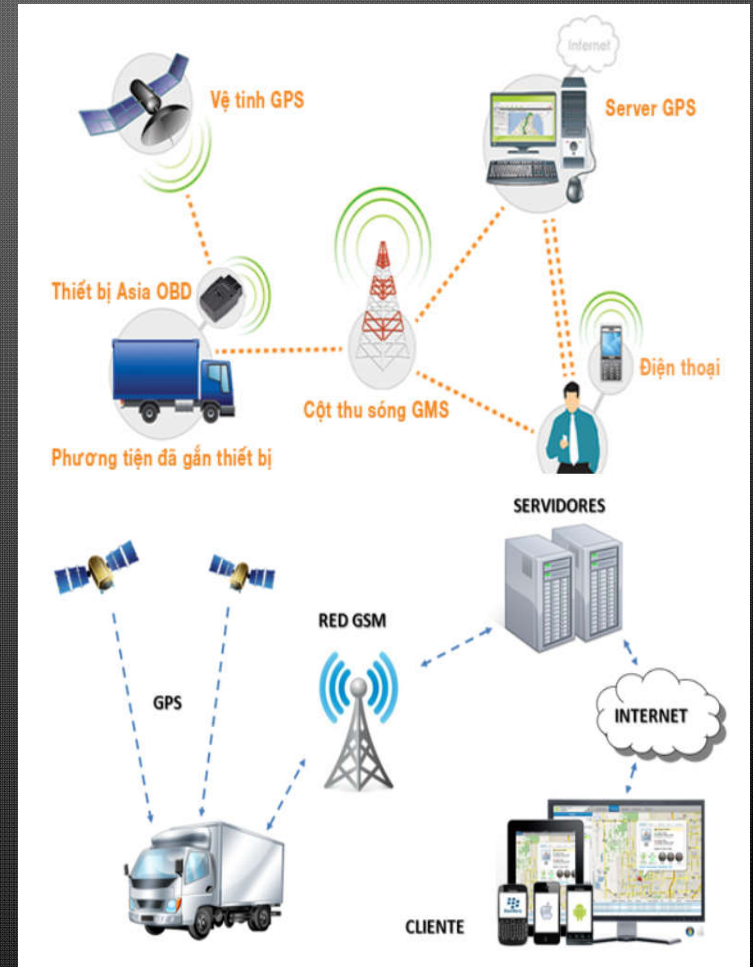 Internet
Vệ tinh GPS
Server GPS
Thiết bị Asia OBD
Điện thoại
Cột thu sóng GMS
Phương tiện đã gắn thiết bị
SERVIDORES
RED GSM
GPS
INTERNET
CLIENTE